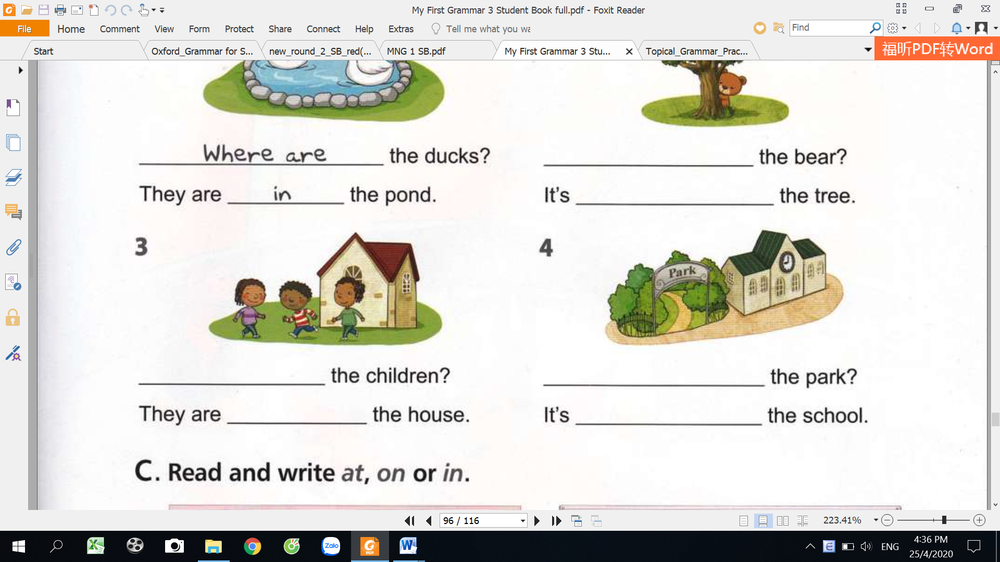 My First Grammar 3 Student Book full.pdf - Foxit Reader
File Home Comment View Form Protect Share Connect Help Extras Tell me what you wa
Find
Start Oxford_Grammar for S... new_round_2_SB_red(... MNG 1 SB.pdf My First Grammar 3 Stu... Topical_Grammar_Prac...
福昕PDF转Word
Where are the ducks?
They are in the pond.
the bear?
It's the tree.
3
the children?
They are the house.
4
Park
the park?
It's the school.
C. Read and write at, on or in.
96 / 116
223.41%
Zalo
PDF
ENG
4:36 PM
25/4/2020